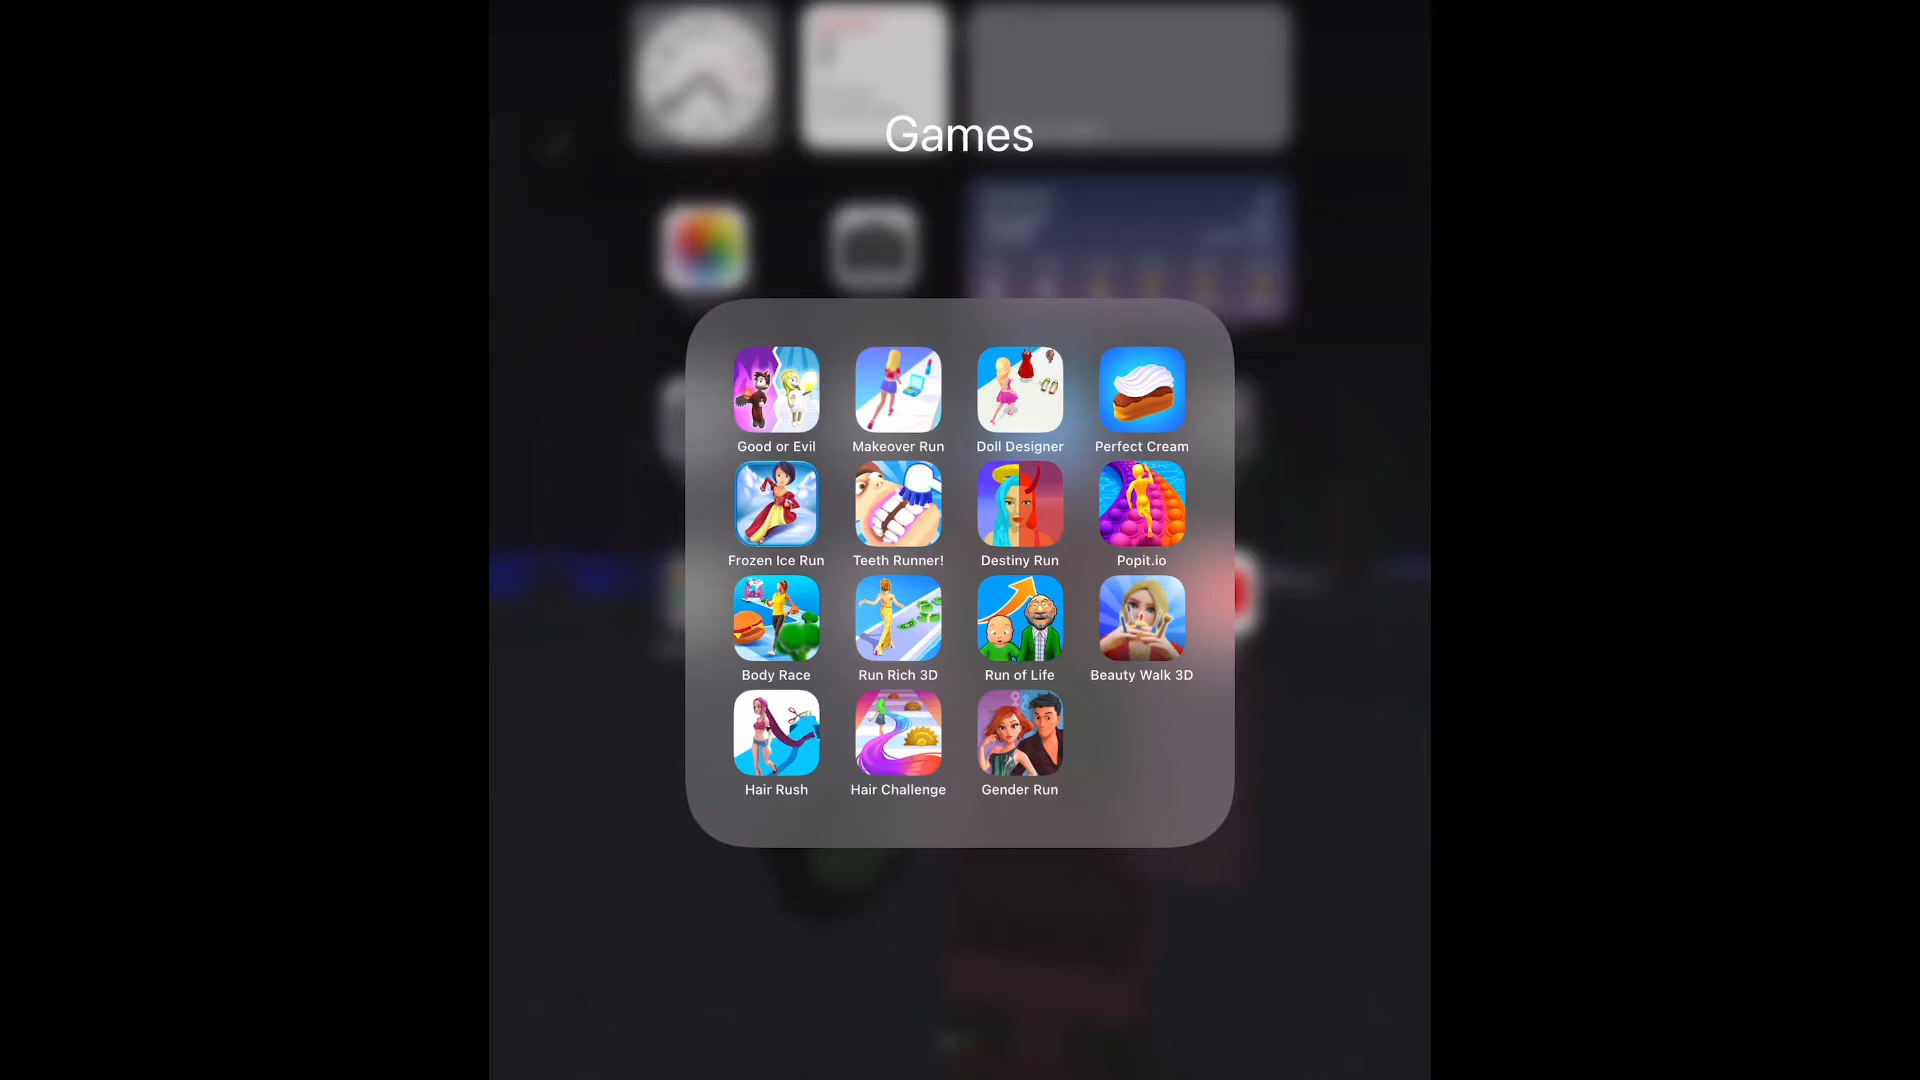 Games
Good or Evil
Makeover Run
Doll Designer
Perfect Cream
Frozen Ice Run
Teeth Runner!
Destiny Run
Popit.io
Body Race
Run Rich 3D
Run of Life
Beauty Walk 3D
Hair Rush
Hair Challenge
Gender Run